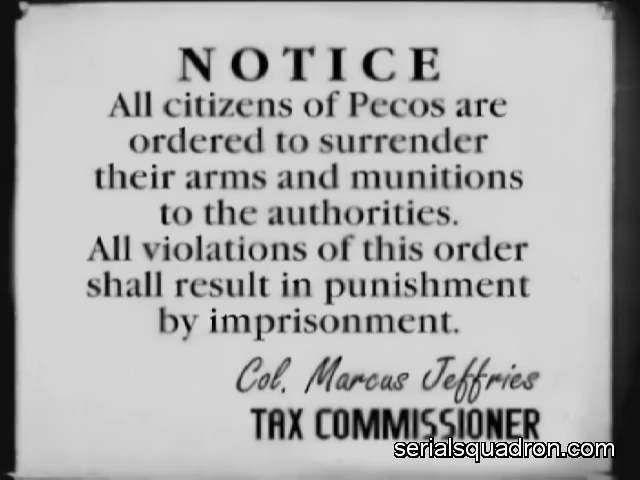 NOTICE
All citizens of Pecos are
ordered to surrender
their arms and munitions
to the authorities.
All violations of this order
shall result in punishment
by imprisonment.
Col. Marcus Jeffries
TAX COMMISSIONER
serialsquadron.com